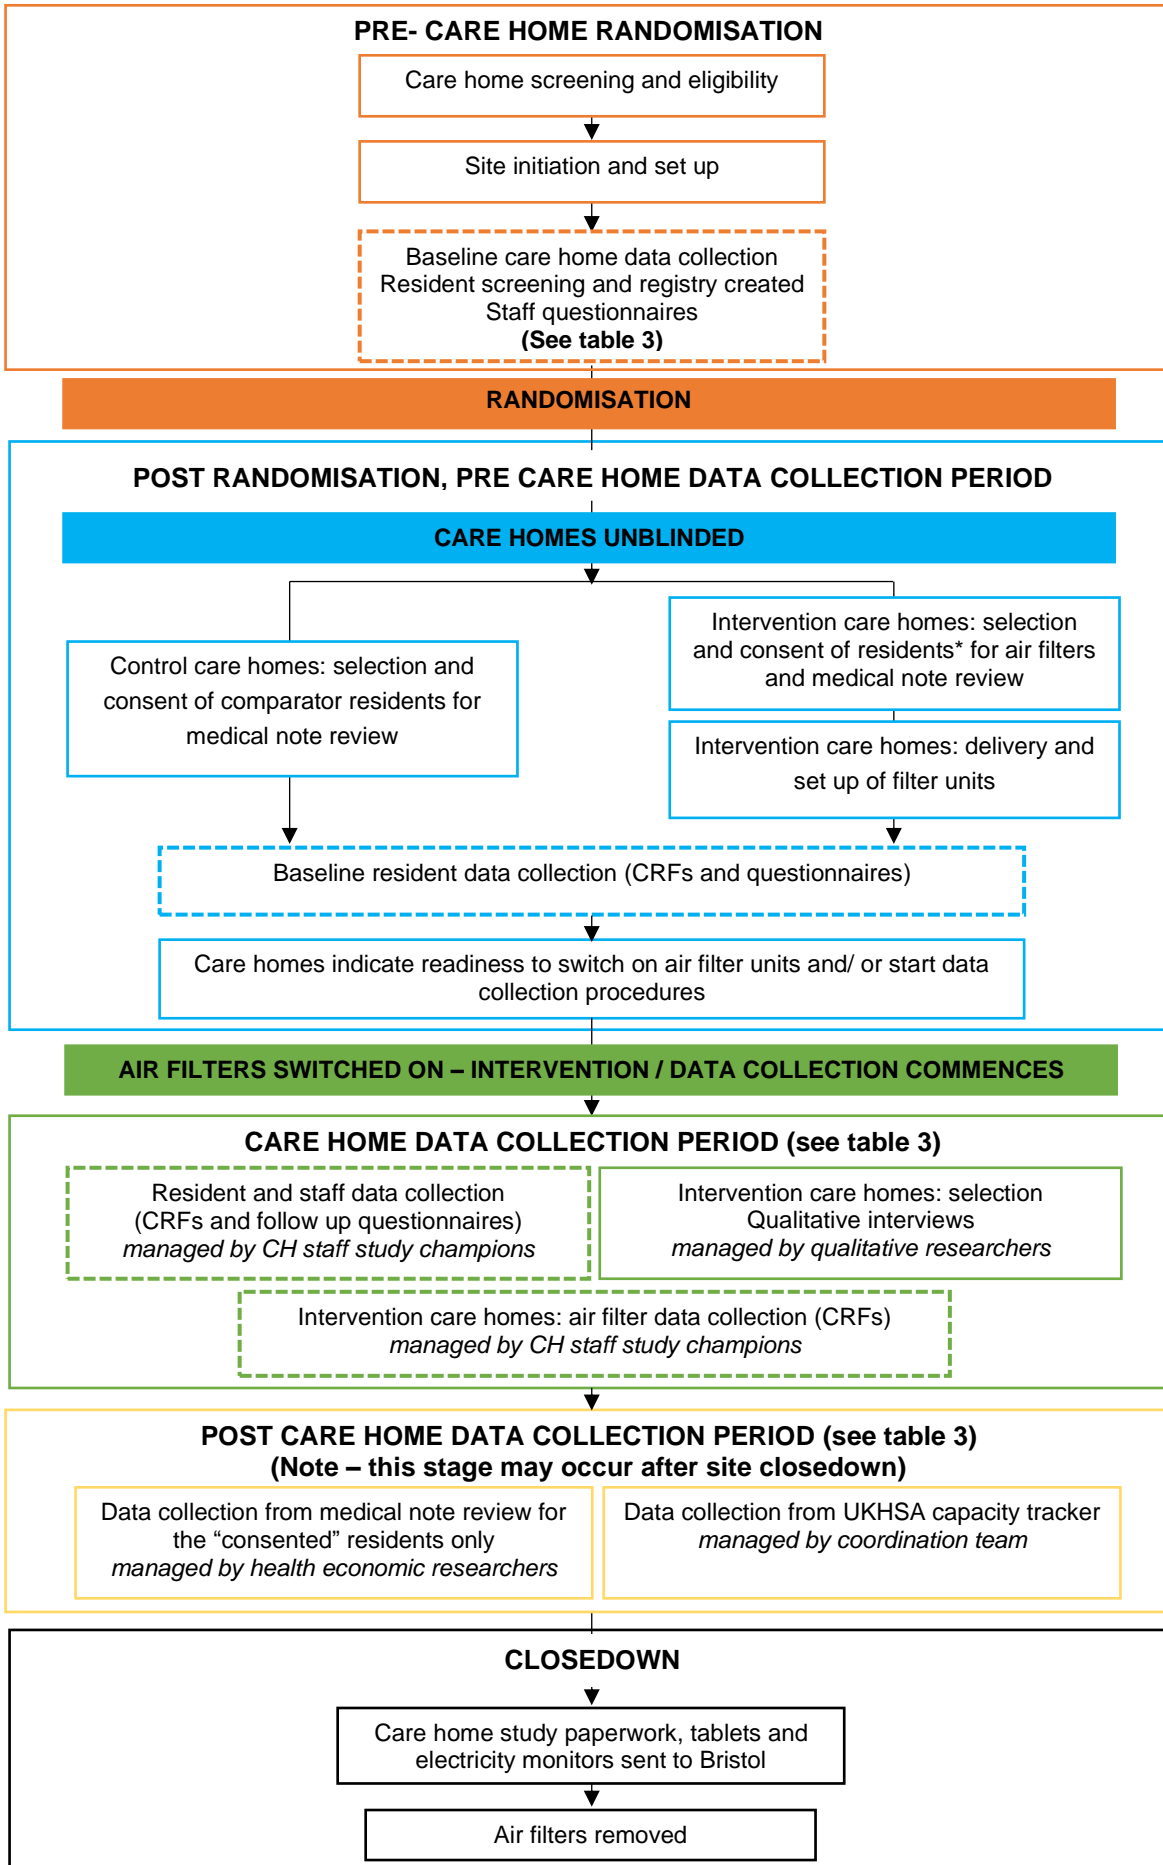 PRE- CARE HOME RANDOMISATION
Care home screening and eligibility
Site initiation and set up
Baseline care home data collection
Resident screening and registry created
Staff questionnaires
(See table 3)
RANDOMISATION
POST RANDOMISATION, PRE CARE HOME DATA COLLECTION PERIOD
CARE HOMES UNBLINDED
Control care homes: selection and
consent of comparator residents for
medical note review
Intervention care homes: selection
and consent of residents* for air filters
and medical note review
Intervention care homes: delivery and
set up of filter units
Baseline resident data collection (CRFs and questionnaires)
Care homes indicate readiness to switch on air filter units and/ or start data
collection procedures
AIR FILTERS SWITCHED ON – INTERVENTION / DATA COLLECTION COMMENCES
CARE HOME DATA COLLECTION PERIOD (see table 3)
Resident and staff data collection
(CRFs and follow up questionnaires)
managed by CH staff study champions
Intervention care homes: selection
Qualitative interviews
managed by qualitative researchers
Intervention care homes: air filter data collection (CRFs)
managed by CH staff study champions
POST CARE HOME DATA COLLECTION PERIOD (see table 3)
(Note – this stage may occur after site closedown)
Data collection from medical note review for
the “consented” residents only
managed by health economic researchers
Data collection from UKHSA capacity tracker
managed by coordination team
CLOSEDOWN
Care home study paperwork, tablets and
electricity monitors sent to Bristol
Air filters removed